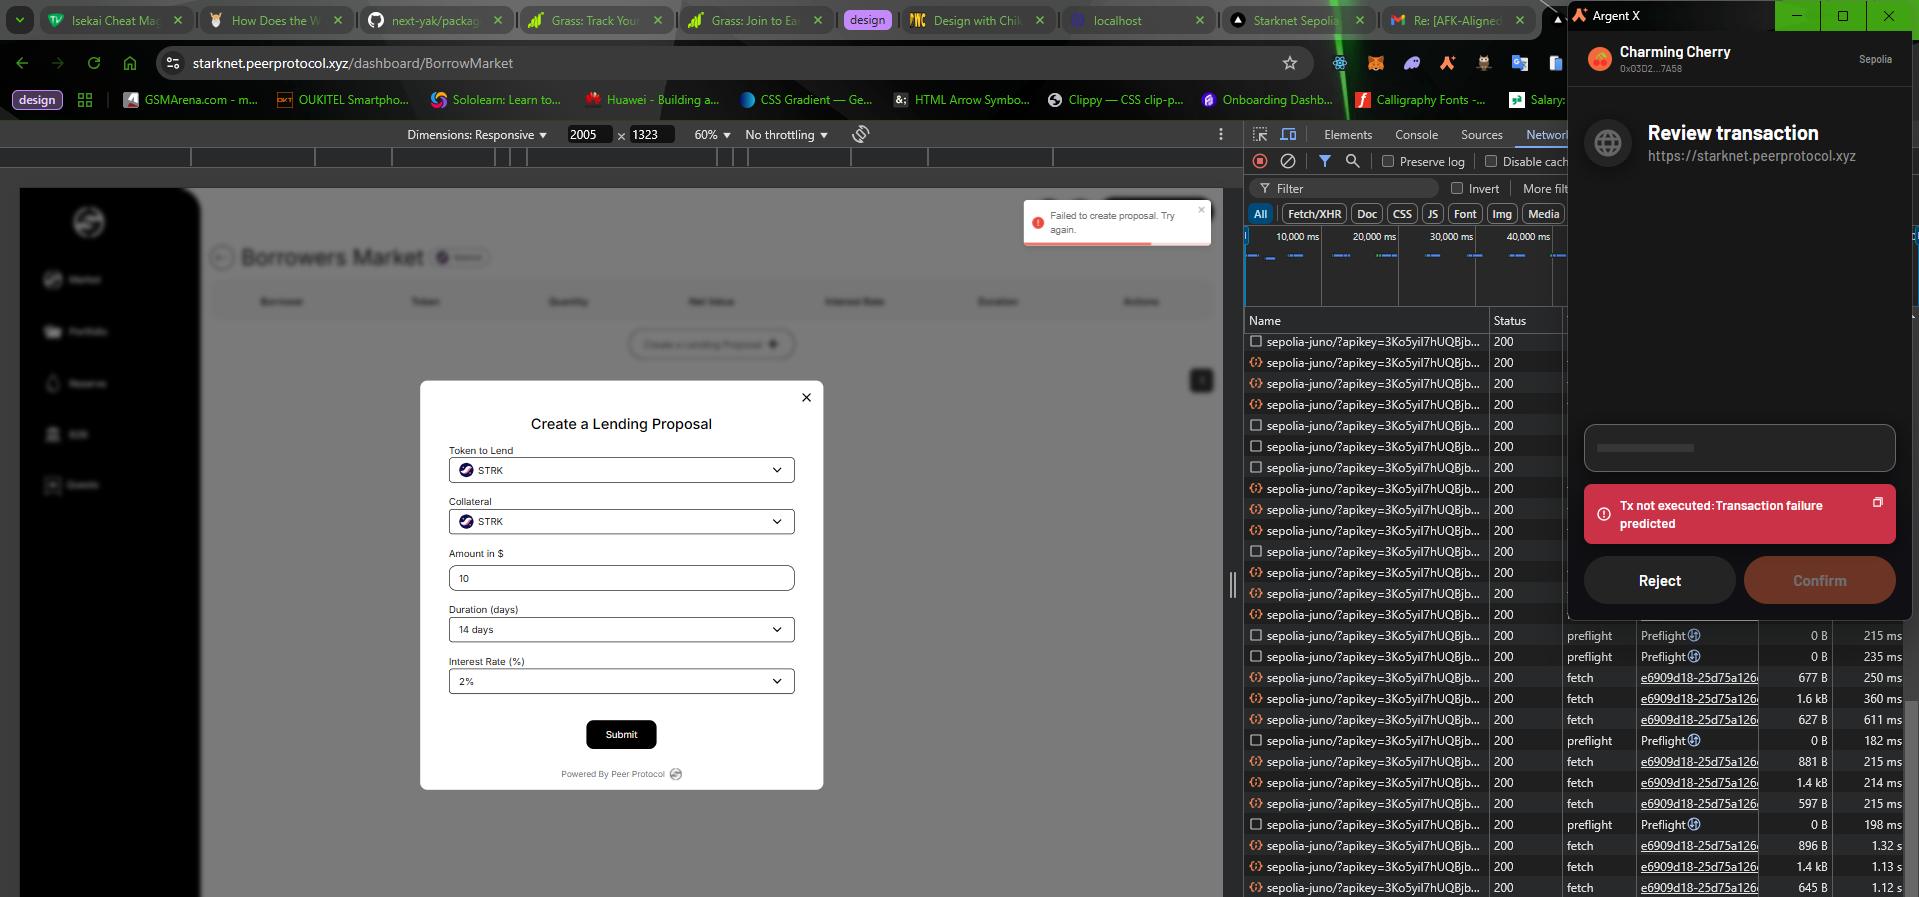 Isekai Cheat Mag
How Does the W
next-yak/packag
Grass: Track Your
Grass: Join to Ea
design
Design with Chi
localhost
Starknet Sepolia
Re: [AFK-Aligned
starknet.peerprotocol.xyz/dashboard/BorrowMarket
design
GSMArena.com - m...
OUKITEL Smartpho...
Sololearn: Learn to...
Huawei - Building a...
CSS Gradient — Ge...
&; HTML Arrow Symbo...
Clippy — CSS clip-p...
Onboarding Dashb...
Calligraphy Fonts -...
Salary:
Dimensions: Responsive
2005 x 1323
60%
No throttling
Elements
Console
Sources
Network
Preserve log
Disable cach
Filter
Invert
More filt
All
Fetch/XHR
Doc
CSS
JS
Font
Img
Media
10,000 ms
20,000 ms
30,000 ms
40,000 ms
Failed to create proposal. Try
again.
Borrowers Market
Market
Portfolio
Reserve
Borrower
Token
Quantity
Net Value
Interest Rate
Duration
Actions
Create a Lending Proposal
Create a Lending Proposal
Token to Lend
STRK
Collateral
STRK
Amount in $
10
Duration (days)
14 days
Interest Rate (%)
2%
Submit
Powered By Peer Protocol
Name Status
sepolia-juno/?apikey=3Ko5yil7hUQBjb... 200
sepolia-juno/?apikey=3Ko5yil7hUQBjb... 200
sepolia-juno/?apikey=3Ko5yil7hUQBjb... 200
sepolia-juno/?apikey=3Ko5yil7hUQBjb... 200
sepolia-juno/?apikey=3Ko5yil7hUQBjb... 200
sepolia-juno/?apikey=3Ko5yil7hUQBjb... 200
sepolia-juno/?apikey=3Ko5yil7hUQBjb... 200
sepolia-juno/?apikey=3Ko5yil7hUQBjb... 200
sepolia-juno/?apikey=3Ko5yil7hUQBjb... 200
sepolia-juno/?apikey=3Ko5yil7hUQBjb... 200
sepolia-juno/?apikey=3Ko5yil7hUQBjb... 200
sepolia-juno/?apikey=3Ko5yil7hUQBjb... 200
sepolia-juno/?apikey=3Ko5yil7hUQBjb... 200
sepolia-juno/?apikey=3Ko5yil7hUQBjb... 200
sepolia-juno/?apikey=3Ko5yil7hUQBjb... 200 preflight Preflight 0 B 215 ms
sepolia-juno/?apikey=3Ko5yil7hUQBjb... 200 preflight Preflight 0 B 235 ms
sepolia-juno/?apikey=3Ko5yil7hUQBjb... 200 fetch e6909d18-25d75a126 677 B 250 ms
sepolia-juno/?apikey=3Ko5yil7hUQBjb... 200 fetch e6909d18-25d75a126 1.6 kB 360 ms
sepolia-juno/?apikey=3Ko5yil7hUQBjb... 200 fetch e6909d18-25d75a126 627 B 611 ms
sepolia-juno/?apikey=3Ko5yil7hUQBjb... 200 preflight Preflight 0 B 182 ms
sepolia-juno/?apikey=3Ko5yil7hUQBjb... 200 fetch e6909d18-25d75a126 881 B 215 ms
sepolia-juno/?apikey=3Ko5yil7hUQBjb... 200 fetch e6909d18-25d75a126 1.4 kB 214 ms
sepolia-juno/?apikey=3Ko5yil7hUQBjb... 200 fetch e6909d18-25d75a126 597 B 215 ms
sepolia-juno/?apikey=3Ko5yil7hUQBjb... 200 preflight Preflight 0 B 198 ms
sepolia-juno/?apikey=3Ko5yil7hUQBjb... 200 fetch e6909d18-25d75a126 896 B 1.32 s
sepolia-juno/?apikey=3Ko5yil7hUQBjb... 200 fetch e6909d18-25d75a126 1.4 kB 1.13 s
sepolia-juno/?apikey=3Ko5yil7hUQBjb... 200 fetch e6909d18-25d75a126 645 B 1.12 s
Argent X
Charming Cherry
0x03D2...7A58
Sepolia
Review transaction
https://starknet.peerprotocol.xyz
Tx not executed:Transaction failure
predicted
Reject
Confirm